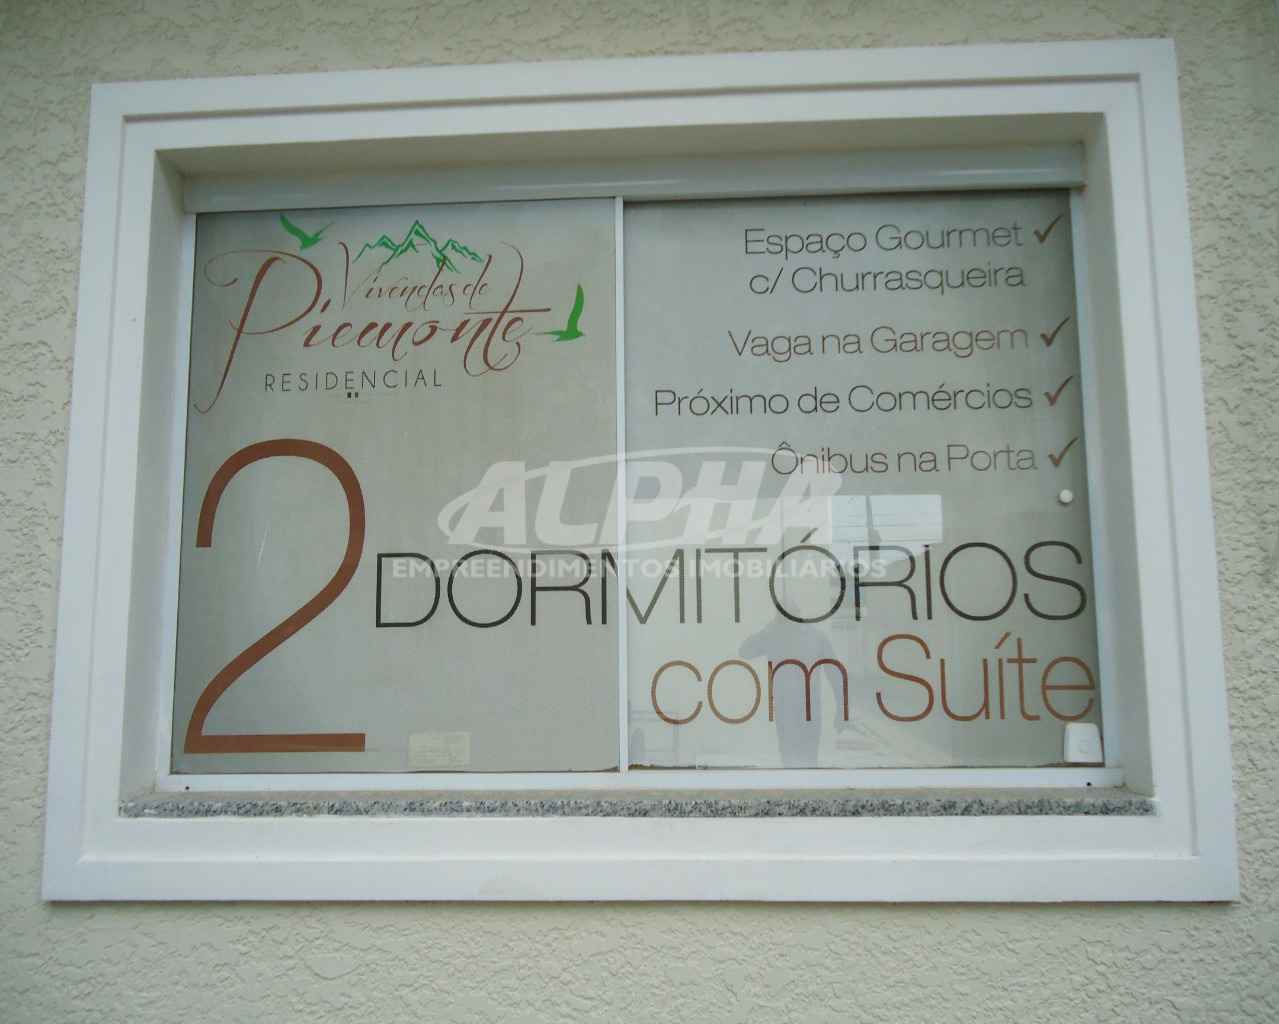 Vivendas de
Piemonte
RESIDENCIAL
Espaço Gourmet
c/ Churrasqueira
Vaga na Garagem
Próximo de Comércios
Ônibus na Porta
ALPHA
EMPREENDIMENTOS IMOBILIÁRIOS
2 DORMITÓRIOS
com Suíte